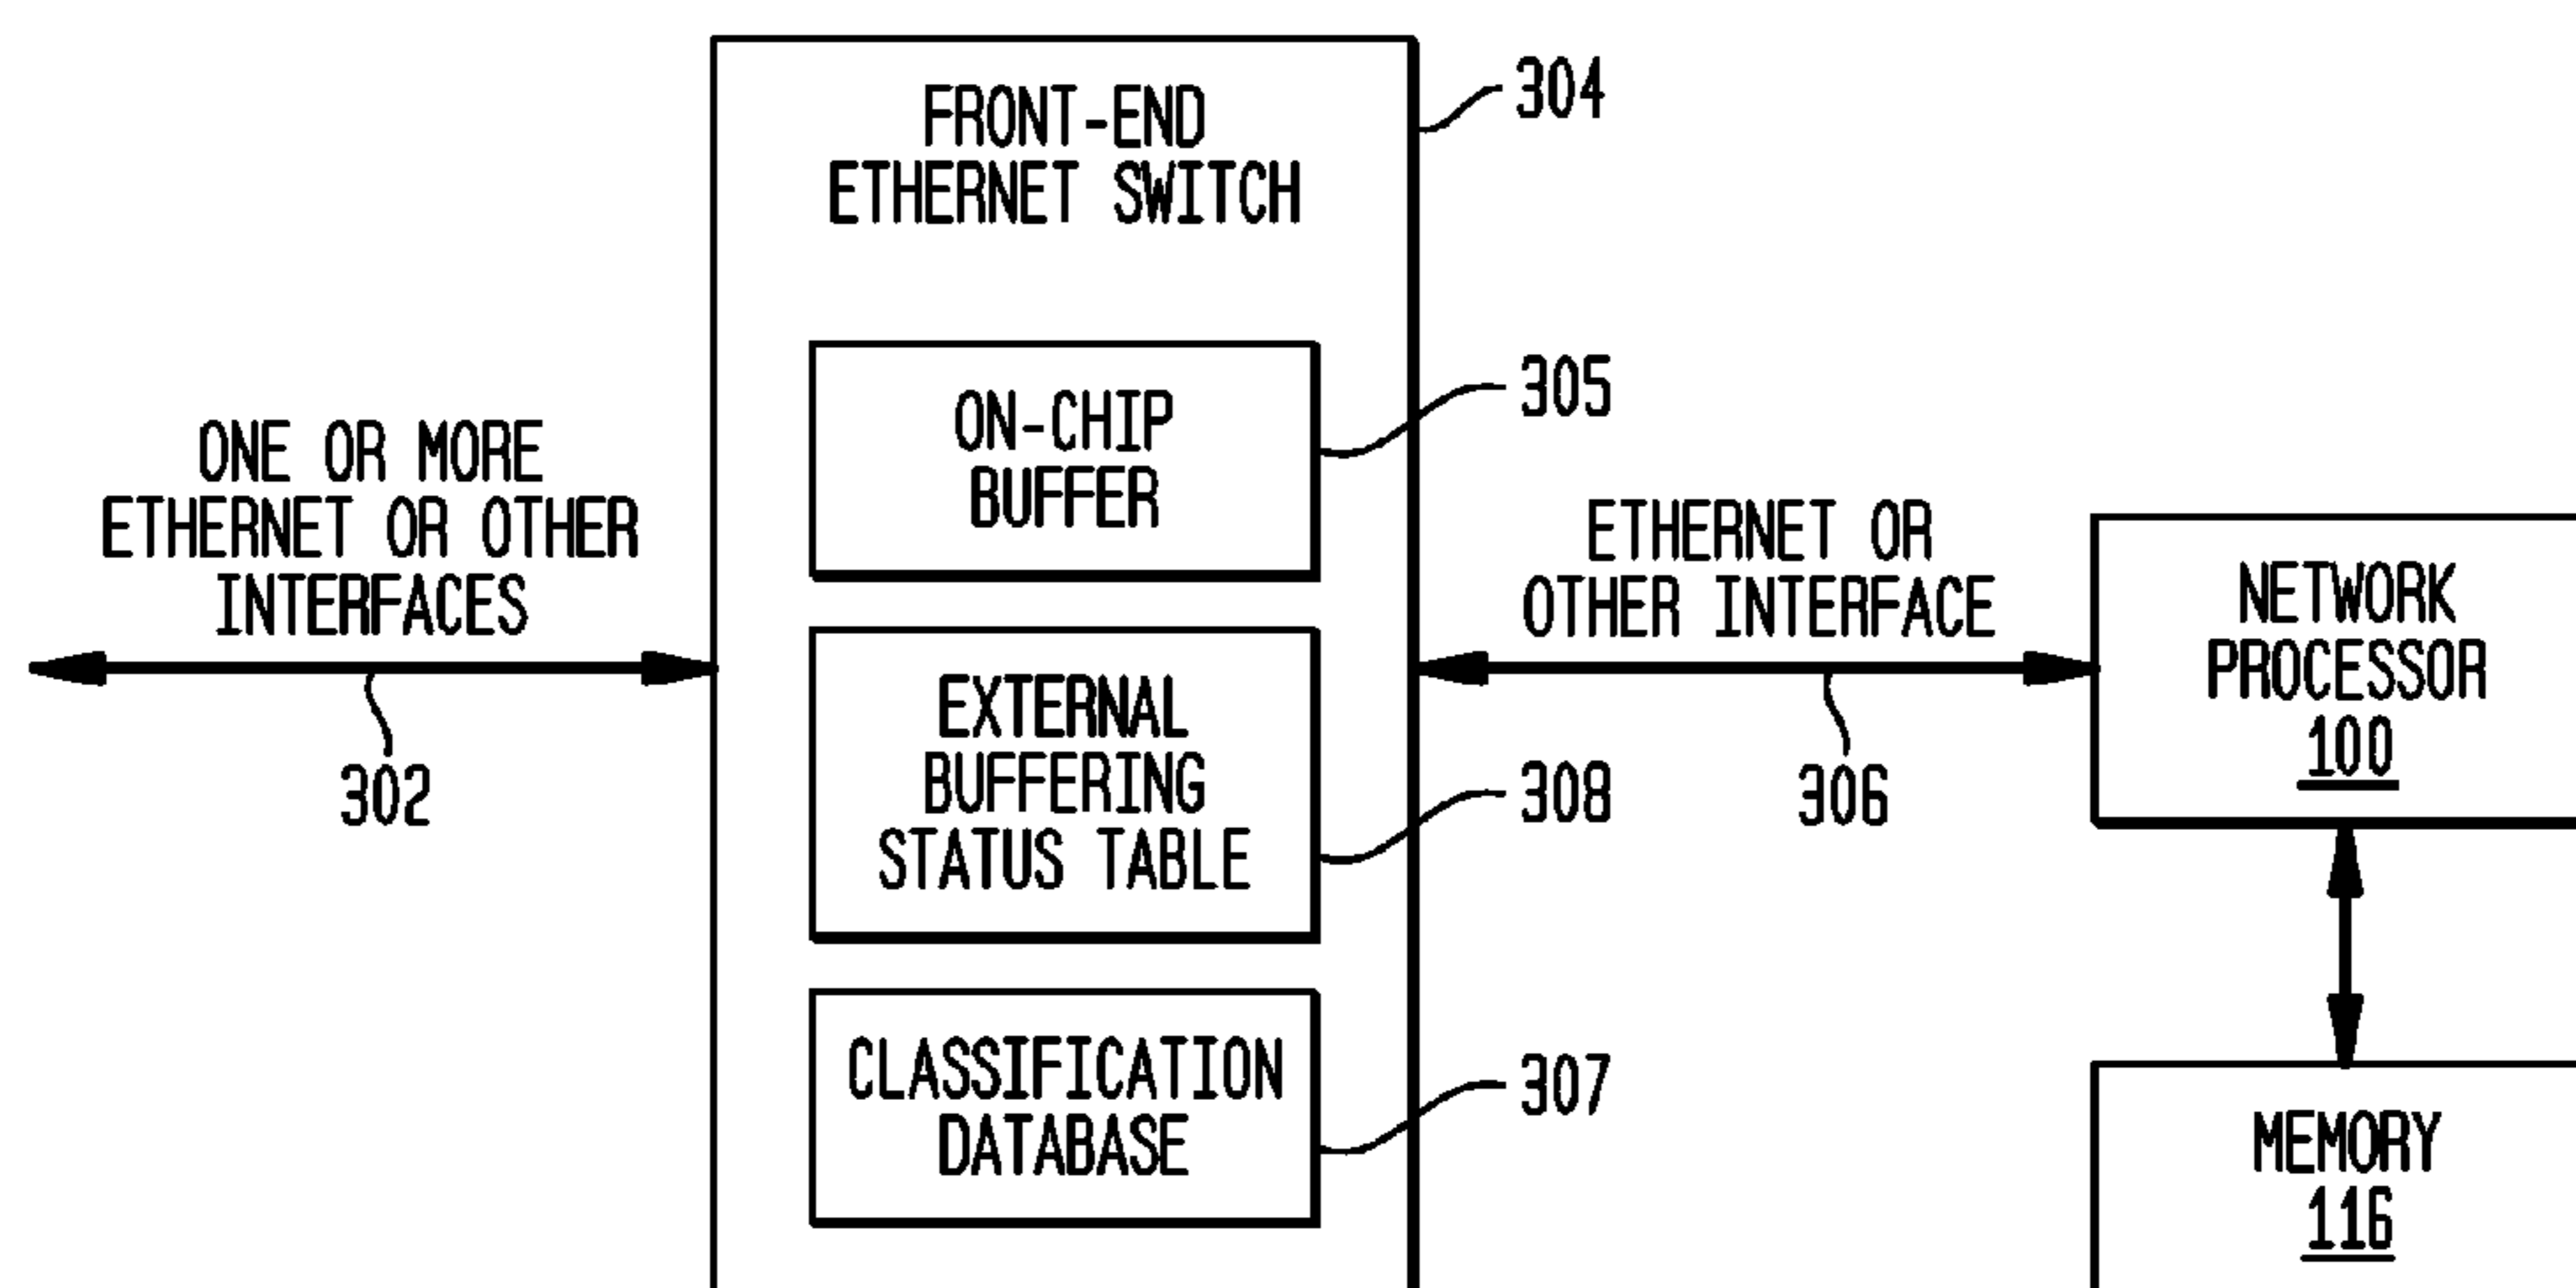 FRONT-END
ETHERNET SWITCH
304
ON-CHIP
BUFFER
305
ONE OR MORE
ETHERNET OR OTHER
INTERFACES
302
EXTERNAL
BUFFERING
STATUS TABLE
308
ETHERNET OR
OTHER INTERFACE
306
NETWORK
PROCESSOR
100
CLASSIFICATION
DATABASE
307
MEMORY
116